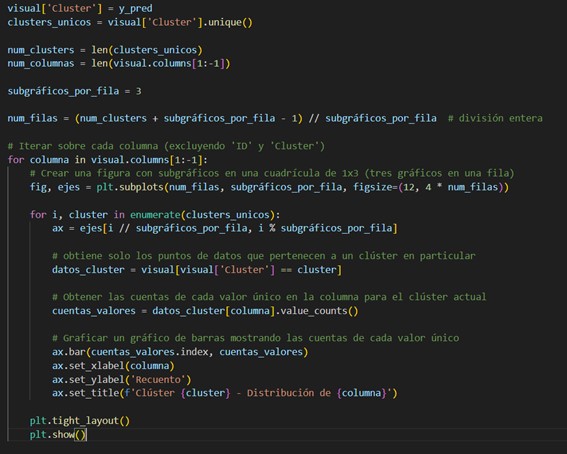 visual['Cluster'] = y_pred
clusters_unicos = visual['Cluster'].unique()
num_clusters = len(clusters_unicos)
num_columnas = len(visual.columns[1:-1])
subgráficos_por_fila = 3
num_filas = (num_clusters + subgráficos_por_fila - 1) // subgráficos_por_fila  # división entera
# Iterar sobre cada columna (excluyendo 'ID' y 'Cluster')
for columna in visual.columns[1:-1]:
    # Crear una figura con subgráficos en una cuadrícula de 1x3 (tres gráficos en una fila)
    fig, ejes = plt.subplots(num_filas, subgráficos_por_fila, figsize=(12, 4 * num_filas))
    for i, cluster in enumerate(clusters_unicos):
        ax = ejes[i // subgráficos_por_fila, i % subgráficos_por_fila]
        # obtiene solo los puntos de datos que pertenecen a un clúster en particular
        datos_cluster = visual[visual['Cluster'] == cluster]
        # Obtener las cuentas de cada valor único en la columna para el clúster actual
        cuentas_valores = datos_cluster[columna].value_counts()
        # Graficar un gráfico de barras mostrando las cuentas de cada valor único
        ax.bar(cuentas_valores.index, cuentas_valores)
        ax.set_xlabel(columna)
        ax.set_ylabel('Recuento')
        ax.set_title(f'Clúster {cluster} - Distribución de {columna}')
    plt.tight_layout()
    plt.show()